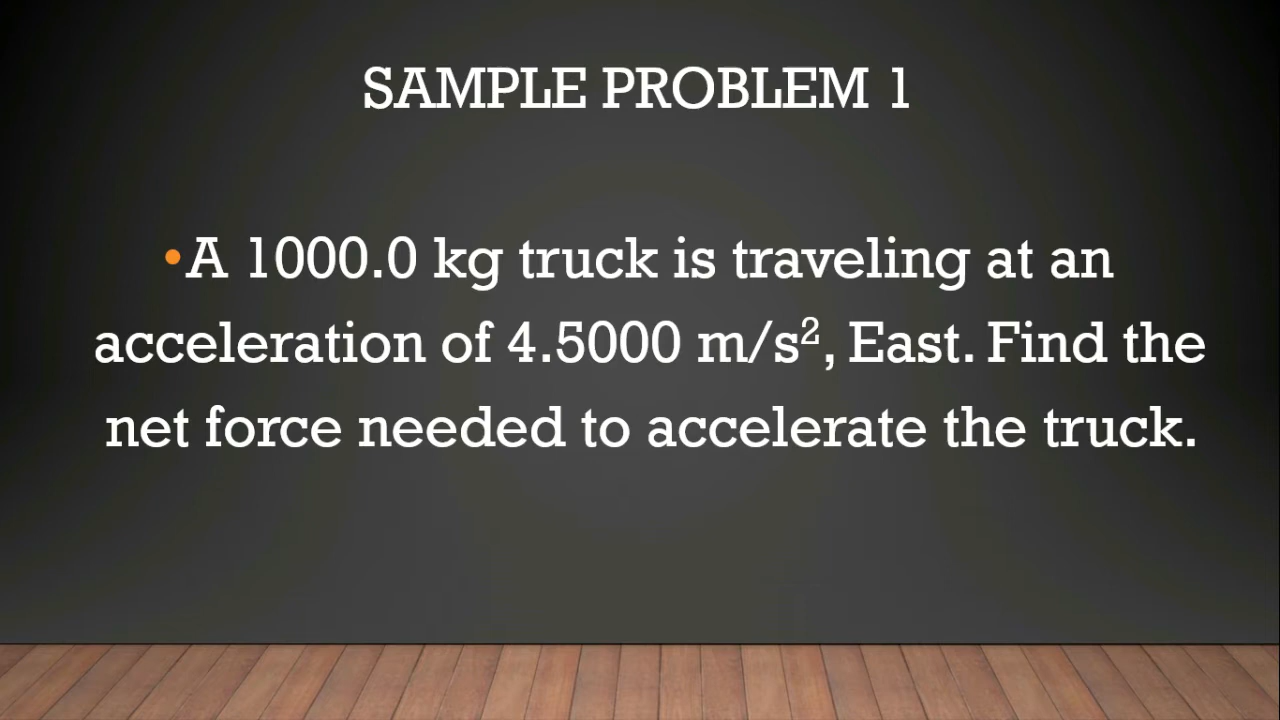 SAMPLE PROBLEM 1
•A 1000.0 kg truck is traveling at an
acceleration of 4.5000 m/s², East. Find the
net force needed to accelerate the truck.